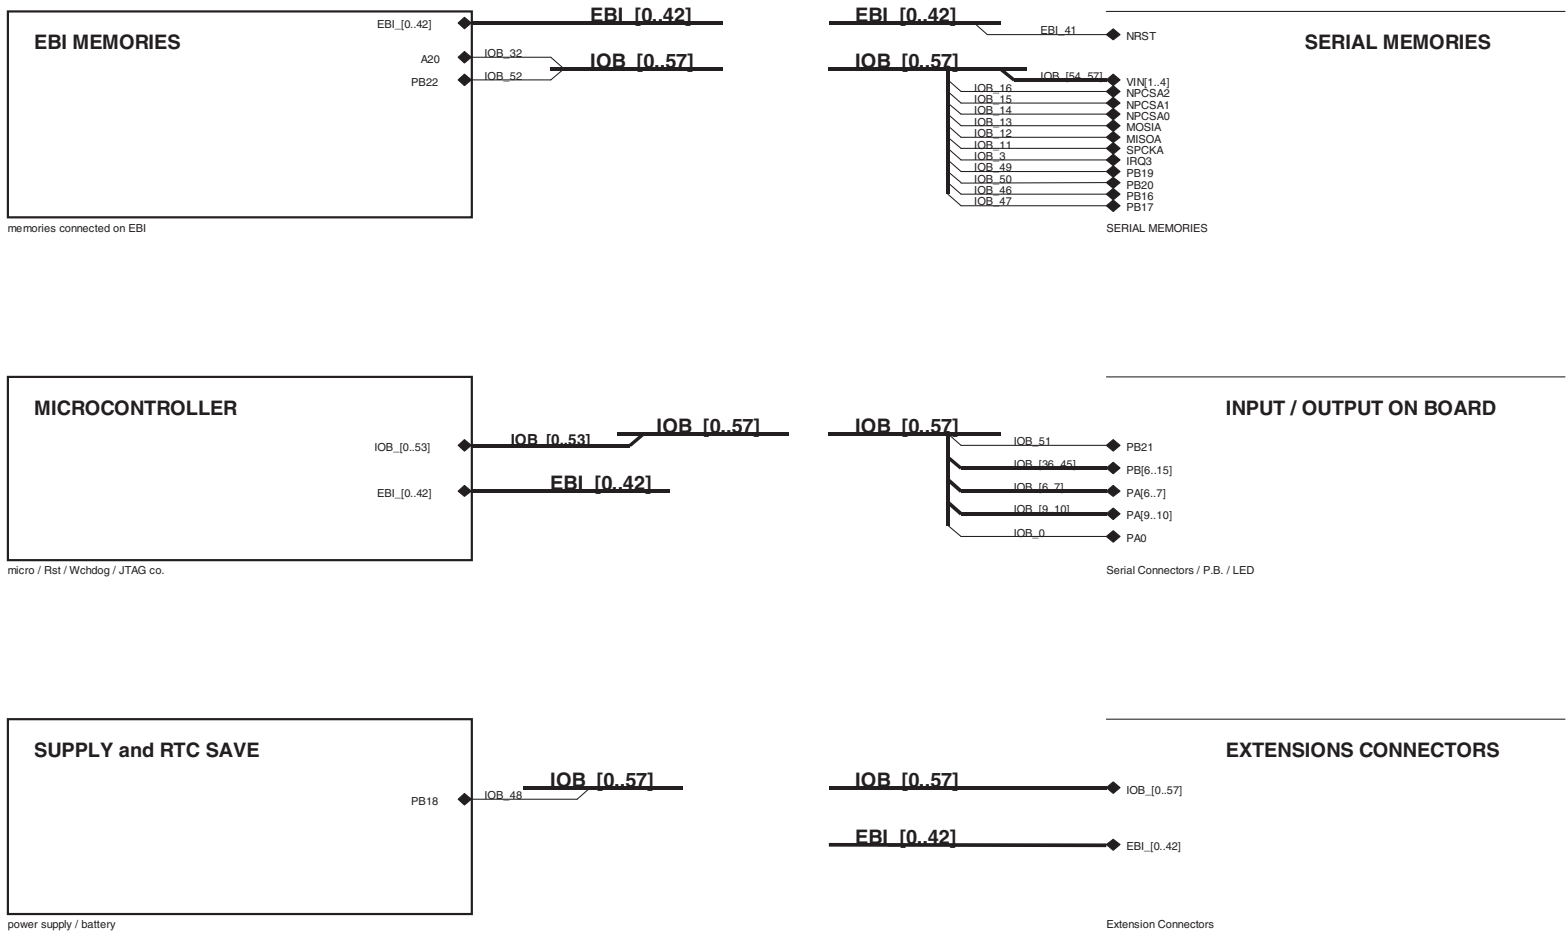 EBI_[0..42]
EBI_[0..42]
EBI MEMORIES
A20
IOB_32
IOB_[0..57]
PB22
IOB_52
memories connected on EBI
EBI_[0..42]
EBI_41
NRST
SERIAL MEMORIES
IOB_[0..57]
IOB_[54..57]
VIN[1..4]
IOB_16
NPCSA2
IOB_15
NPCSA1
IOB_14
NPCSA0
IOB_13
MOSIA
IOB_12
MISOA
IOB_11
SPCKA
IOB_3
IRQ3
IOB_49
PB19
IOB_50
PB20
IOB_46
PB16
IOB_47
PB17
SERIAL MEMORIES
MICROCONTROLLER
IOB_[0..53]
IOB_[0..53]
IOB_[0..57]
EBI_[0..42]
EBI_[0..42]
micro / Rst / Wchdog / JTAG co.
INPUT / OUTPUT ON BOARD
IOB_[0..57]
IOB_51
PB21
IOB_[36..45]
PB[6..15]
IOB_[6..7]
PA[6..7]
IOB_[9..10]
PA[9..10]
IOB_0
PA0
Serial Connectors / P.B. / LED
SUPPLY and RTC SAVE
IOB_[0..57]
PB18
IOB_48
power supply / battery
EXTENSIONS CONNECTORS
IOB_[0..57]
IOB_[0..57]
EBI_[0..42]
EBI_[0..42]
Extension Connectors